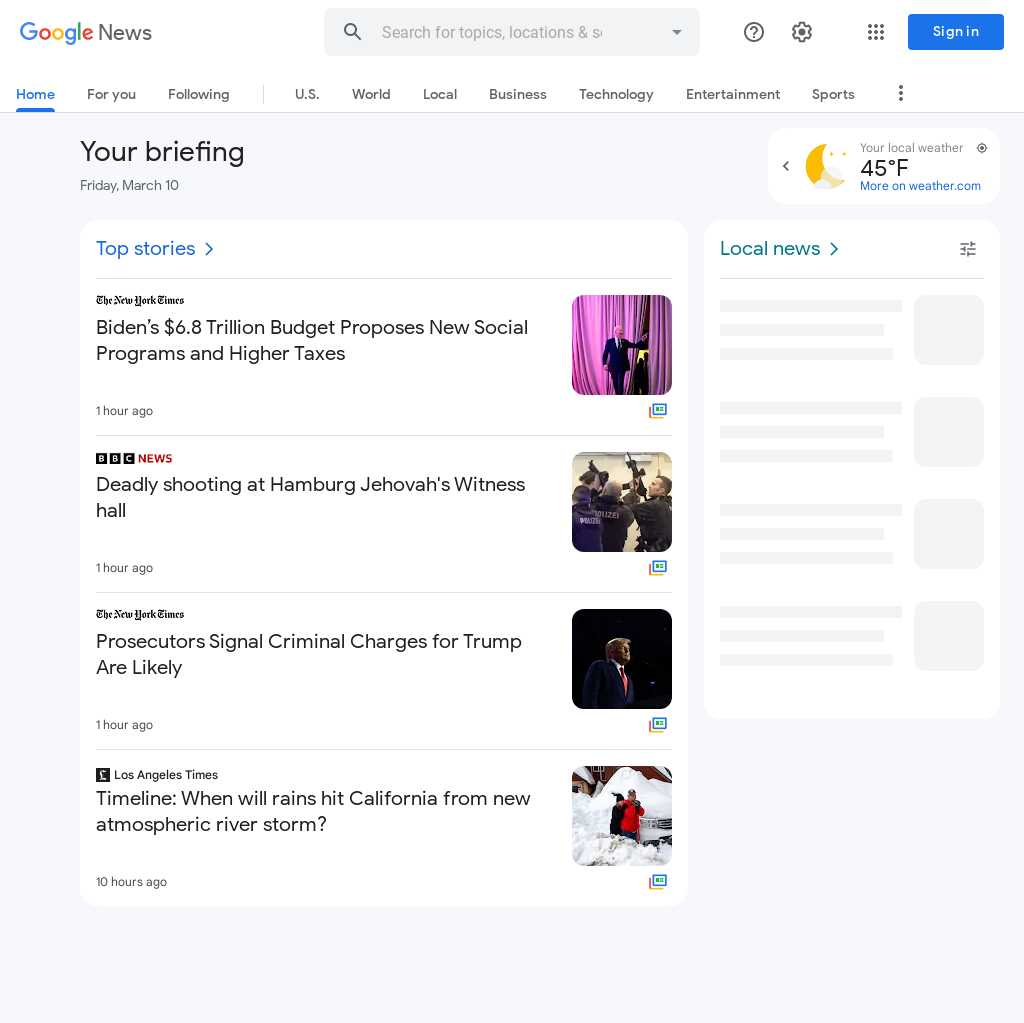 Google News
Search for topics, locations & s
Sign in
Home For you Following U.S. World Local Business Technology Entertainment Sports
Your briefing
Friday, March 10
Your local weather
45°F
More on weather.com
Top stories
Local news
The New York Times
Biden’s $6.8 Trillion Budget Proposes New Social
Programs and Higher Taxes
1 hour ago
BBC NEWS
Deadly shooting at Hamburg Jehovah's Witness
hall
POLIZEI
POLIZEI
1 hour ago
The New York Times
Prosecutors Signal Criminal Charges for Trump
Are Likely
1 hour ago
Los Angeles Times
Timeline: When will rains hit California from new
atmospheric river storm?
10 hours ago